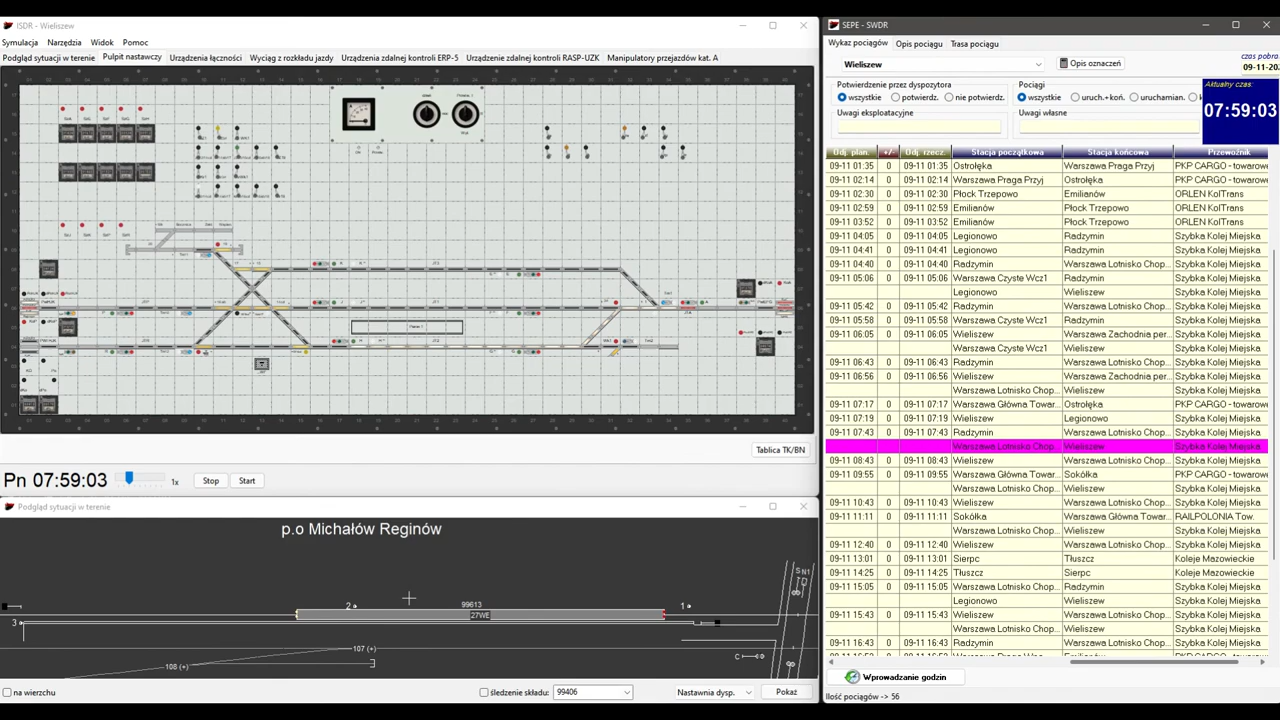 ISDR - Wieliszew
Symulacja Narzędzia Widok Pomoc
Podgląd sytuacji w terenie Pulpit nastawczy Urządzenia łączności Wyciąg z rozkładu jazdy Urządzenia zdalnej kontroli ERP-5 Urządzenie zdalnej kontroli RASP-UZK Manipulatory przejazdów kat. A
Tablica TK/BN
Pn 07:59:03 1x Stop Start
Podgląd sytuacji w terenie
p.o Michałów Reginów
2 99613 1
27WE
3
S N1
107 (+)
108 (+)
C
na wierzchu śledzenie składu: 99406 Nastawnia dysp. Pokaż
SEPE - SWDR
Wykaz pociągów Opis pociągu Trasa pociągu
Wieliszew Opis oznaczeń
czas pobra
09-11-20
Potwierdzenie przez dyspozytora Pociągi
wszystkie potwierdz. nie potwierdz. wszystkie uruch.+koń. uruchamian.
Uwagi eksploatacyjne Uwagi własne
Aktualny czas:
07:59:03
Odj. plan. +/- Odj. rzecz. Stacja początkowa Stacja końcowa Przewoźnik
09-11 01:35 0 09-11 01:35 Ostrołęka Warszawa Praga Przyj PKP CARGO - towarowe
09-11 02:14 0 09-11 02:14 Warszawa Praga Przyj Ostrołęka PKP CARGO - towarowe
09-11 02:30 0 09-11 02:30 Płock Trzepowo Emilianów ORLEN KolTrans
09-11 02:59 0 09-11 02:59 Emilianów Płock Trzepowo ORLEN KolTrans
09-11 03:52 0 09-11 03:52 Emilianów Płock Trzepowo ORLEN KolTrans
09-11 04:05 0 09-11 04:05 Legionowo Radzymin Szybka Kolej Miejska
09-11 04:41 0 09-11 04:41 Legionowo Radzymin Szybka Kolej Miejska
09-11 04:40 0 09-11 04:40 Radzymin Warszawa Lotnisko Chop... Szybka Kolej Miejska
09-11 05:06 0 09-11 05:06 Warszawa Czyste Wcz1 Radzymin Szybka Kolej Miejska
Legionowo Wieliszew Szybka Kolej Miejska
09-11 05:42 0 09-11 05:42 Radzymin Warszawa Lotnisko Chop... Szybka Kolej Miejska
09-11 05:58 0 09-11 05:58 Warszawa Czyste Wcz1 Radzymin Szybka Kolej Miejska
09-11 06:05 0 09-11 06:05 Wieliszew Warszawa Zachodnia per... Szybka Kolej Miejska
Warszawa Czyste Wcz1 Wieliszew Szybka Kolej Miejska
09-11 06:43 0 09-11 06:43 Radzymin Warszawa Lotnisko Chop... Szybka Kolej Miejska
09-11 06:56 0 09-11 06:56 Wieliszew Warszawa Zachodnia per... Szybka Kolej Miejska
Warszawa Lotnisko Chop... Wieliszew Szybka Kolej Miejska
09-11 07:17 0 09-11 07:17 Warszawa Główna Towar... Ostrołęka PKP CARGO - towarowe
09-11 07:19 0 09-11 07:19 Wieliszew Legionowo Szybka Kolej Miejska
09-11 07:43 0 09-11 07:43 Radzymin Warszawa Lotnisko Chop... Szybka Kolej Miejska
Warszawa Lotnisko Chop... Wieliszew Szybka Kolej Miejska
09-11 08:43 0 09-11 08:43 Wieliszew Warszawa Lotnisko Chop... Szybka Kolej Miejska
09-11 09:55 0 09-11 09:55 Warszawa Główna Towar... Sokółka PKP CARGO - towarowe
Warszawa Lotnisko Chop... Wieliszew Szybka Kolej Miejska
09-11 10:43 0 09-11 10:43 Wieliszew Warszawa Lotnisko Chop... Szybka Kolej Miejska
09-11 11:11 0 09-11 11:11 Sokółka Warszawa Główna Towar... RAILPOLONIA Tow.
Warszawa Lotnisko Chop... Wieliszew Szybka Kolej Miejska
09-11 12:40 0 09-11 12:40 Wieliszew Warszawa Lotnisko Chop... Szybka Kolej Miejska
09-11 13:01 0 09-11 13:01 Sierpc Tłuszcz Koleje Mazowieckie
09-11 14:25 0 09-11 14:25 Tłuszcz Sierpc Koleje Mazowieckie
09-11 15:05 0 09-11 15:05 Warszawa Lotnisko Chop... Radzymin Szybka Kolej Miejska
Legionowo Wieliszew Szybka Kolej Miejska
09-11 15:43 0 09-11 15:43 Wieliszew Warszawa Lotnisko Chop... Szybka Kolej Miejska
Warszawa Lotnisko Chop... Wieliszew Szybka Kolej Miejska
09-11 16:43 0 09-11 16:43 Radzymin Warszawa Lotnisko Chop... Szybka Kolej Miejska
Wprowadzanie godzin
Ilość pociągów -> 56